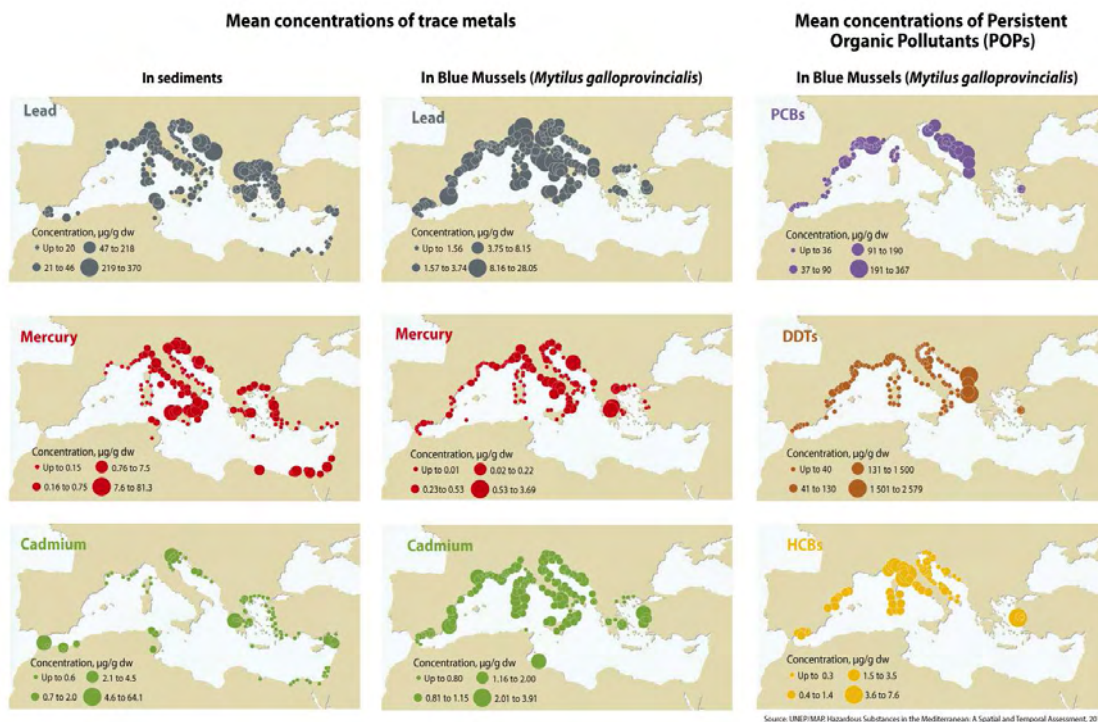 Mean concentrations of trace metals
Mean concentrations of Persistent
Organic Pollutants (POPs)
In sediments
In Blue Mussels (Mytilus galloprovincialis)
In Blue Mussels (Mytilus galloprovincialis)
Lead
Concentration, µg/g dw
Up to 20
47 to 218
21 to 46
219 to 370
Lead
Concentration, µg/g dw
Up to 1.56
3.75 to 8.15
1.57 to 3.74
8.16 to 28.05
PCBs
Concentration, µg/g dw
Up to 36
91 to 190
37 to 90
191 to 367
Mercury
Concentration, µg/g dw
Up to 0.15
0.76 to 7.5
0.16 to 0.75
7.6 to 81.3
Mercury
Concentration, µg/g dw
Up to 0.01
0.02 to 0.22
0.23to 0.53
0.53 to 3.69
DDTs
Concentration, µg/g dw
Up to 40
131 to 1 500
41 to 130
1 501 to 2 579
Cadmium
Concentration, µg/g dw
Up to 0.6
2.1 to 4.5
0.7 to 2.0
4.6 to 64.1
Cadmium
Concentration, µg/g dw
Up to 0.80
1.16 to 2.00
0.81 to 1.15
2.01 to 3.91
HCBs
Concentration, µg/g dw
Up to 0.3
1.5 to 3.5
0.4 to 1.4
3.6 to 7.6
Source: UNEP/MAP, Hazardous Substances in the Mediterranean: A Spatial and Temporal Assessment, 20